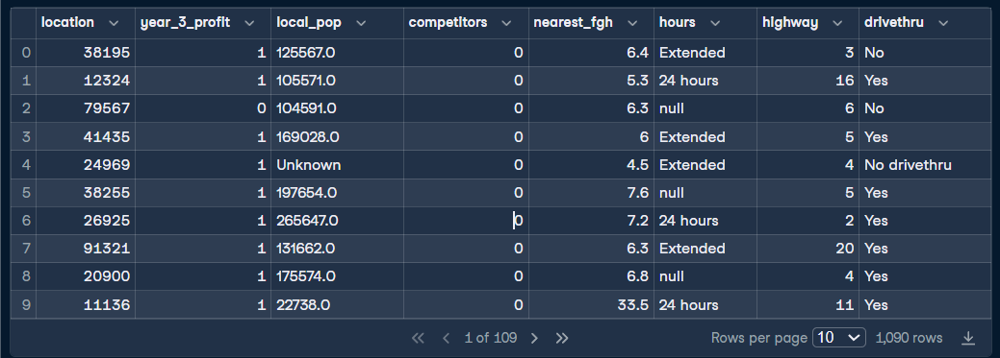 location year_3_profit local_pop competitors nearest_fgh hours highway drivethru
0 38195 1 125567.0 0 6.4 Extended 3 No
1 12324 1 105571.0 0 5.3 24 hours 16 Yes
2 79567 0 104591.0 0 6.3 null 6 No
3 41435 1 169028.0 0 6 Extended 5 Yes
4 24969 1 Unknown 0 4.5 Extended 4 No drivethru
5 38255 1 197654.0 0 7.6 null 5 Yes
6 26925 1 265647.0 0 7.2 24 hours 2 Yes
7 91321 1 131662.0 0 6.3 Extended 20 Yes
8 20900 1 175574.0 0 6.8 null 4 Yes
9 11136 1 22738.0 0 33.5 24 hours 11 Yes
1 of 109 Rows per page 10 1,090 rows